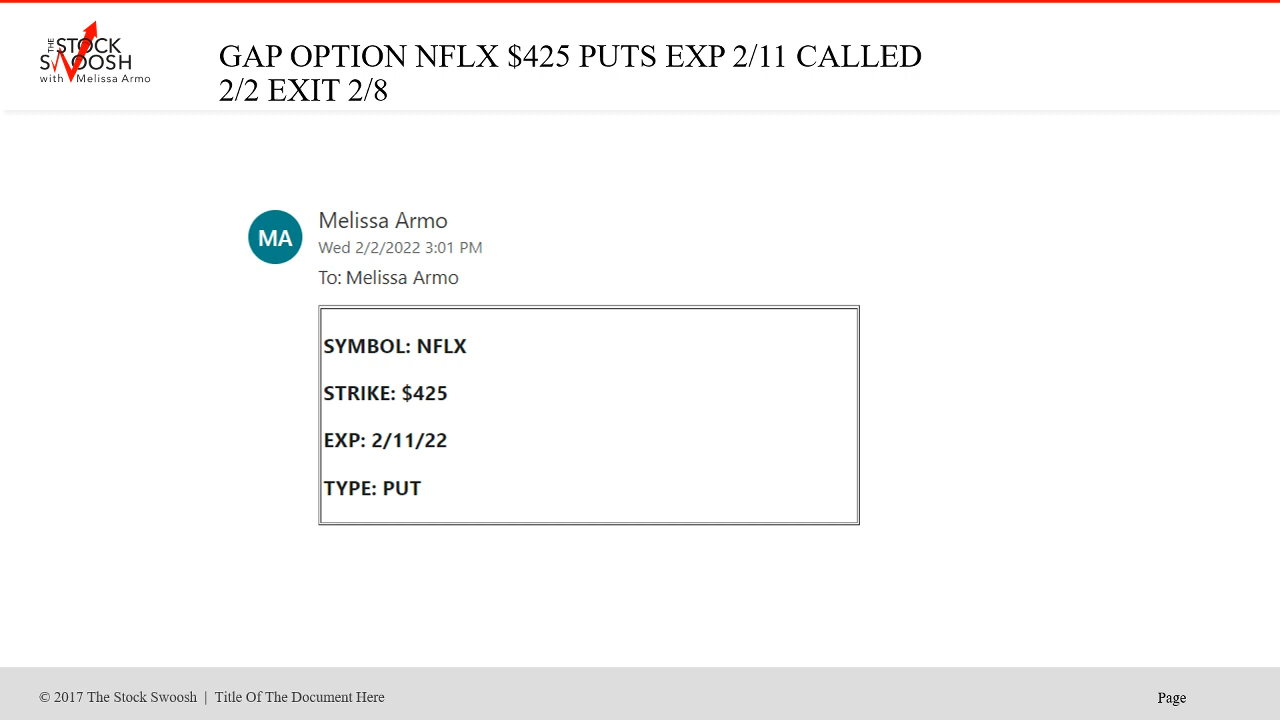 THE
STOCK
SWOOSH
with Melissa Armo
GAP OPTION NFLX $425 PUTS EXP 2/11 CALLED
2/2 EXIT 2/8
MA
Melissa Armo
Wed 2/2/2022 3:01 PM
To: Melissa Armo
SYMBOL: NFLX
STRIKE: $425
EXP: 2/11/22
TYPE: PUT
© 2017 The Stock Swoosh | Title Of The Document Here
Page